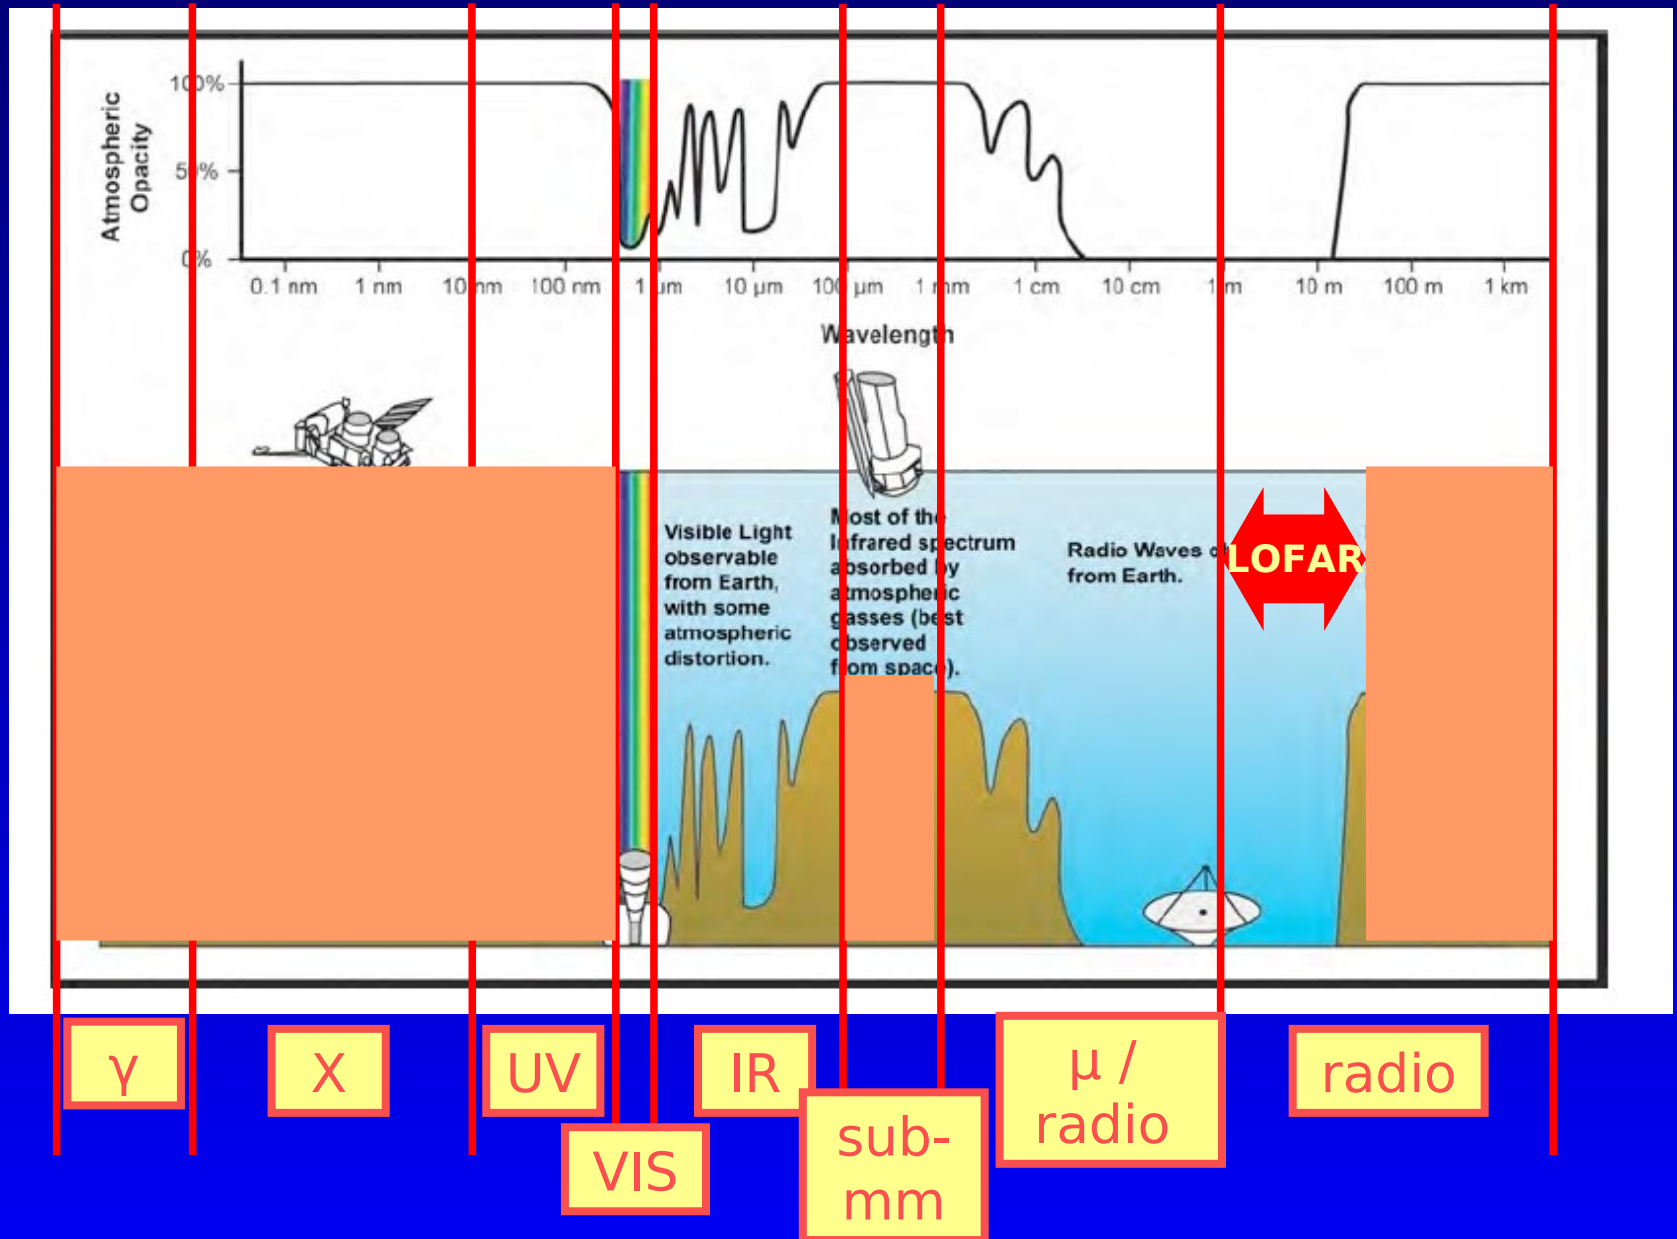 Atmospheric
Opacity
100%
50%
0%
0.1 nm 1 nm 10 nm 100 nm 1 μm 10 μm 100 μm 1 mm 1 cm 10 cm 1 m 10 m 100 m 1 km
Wavelength
Visible Light
observable
from Earth,
with some
atmospheric
distortion.
Most of the
Infrared spectrum
absorbed by
atmospheric
gasses (best
observed
from space).
Radio Waves
from Earth.
LOFAR
γ
X
UV
VIS
IR
sub-
mm
μ /
radio
radio